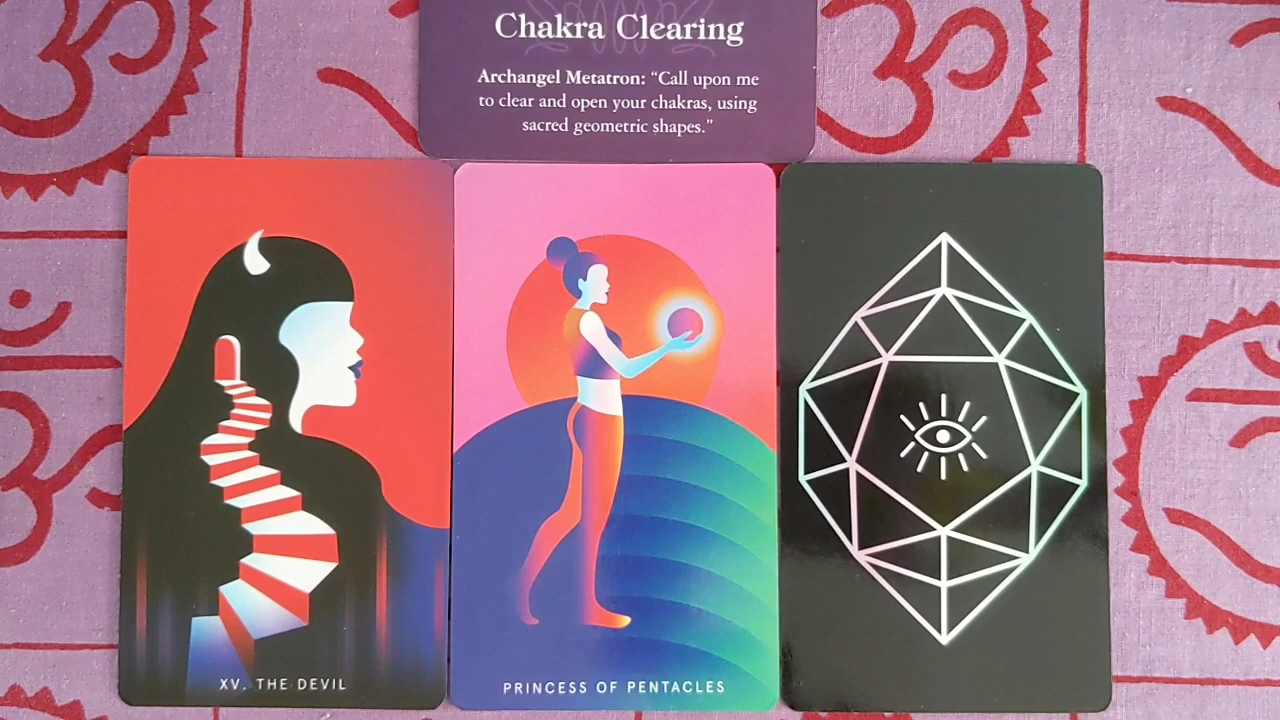 Chakra Clearing
Archangel Metatron: “Call upon me
to clear and open your chakras, using
sacred geometric shapes."
XV. THE DEVIL
PRINCESS OF PENTACLES